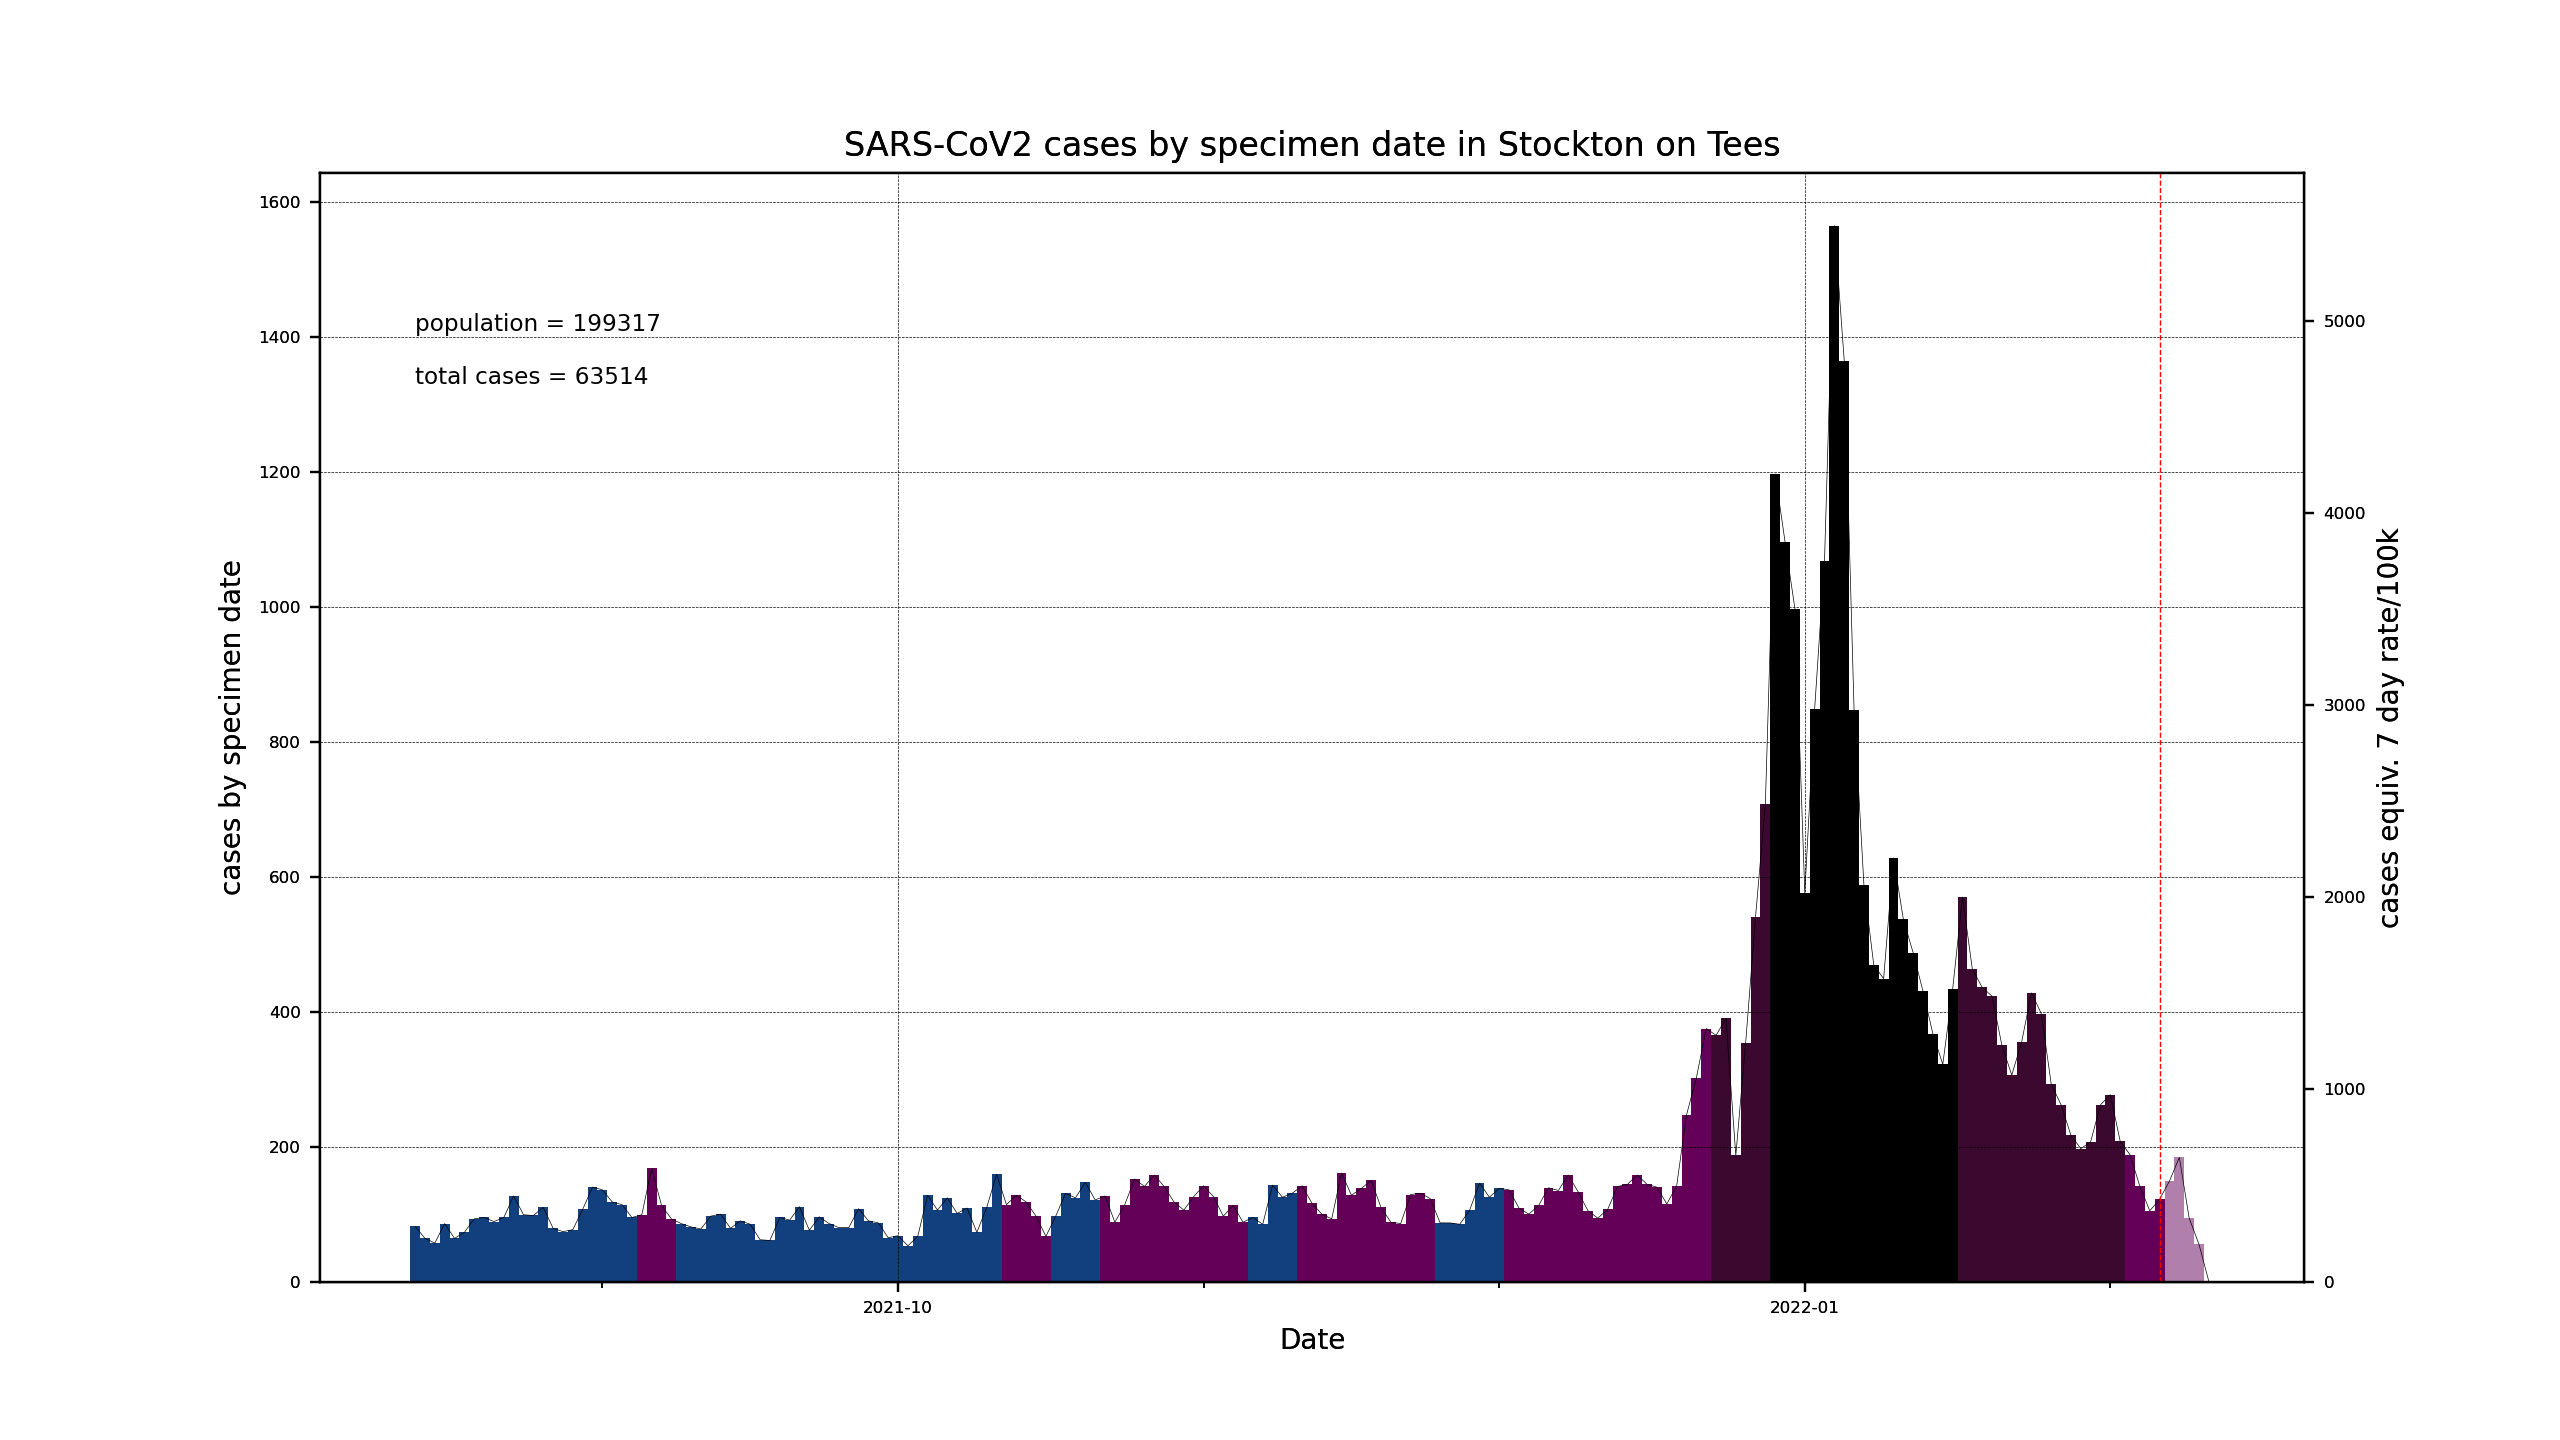 SARS-CoV2 cases by specimen date in Stockton on Tees
population = 199317
total cases = 63514
cases by specimen date
1600
1400
1200
1000
800
600
400
200
0
5000
4000
3000
2000
1000
0
cases equiv. 7 day rate/100k
2021-10
2022-01
Date